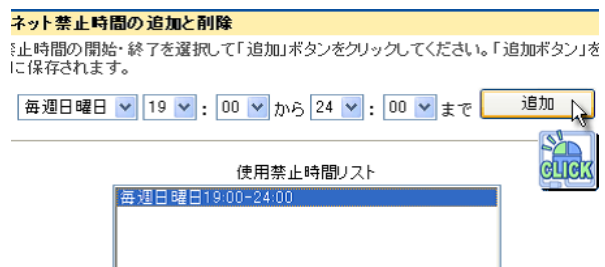 ネット禁止時間の追加と削除
止時間の開始・終了を選択して「追加」ボタンをクリックしてください。「追加ボタン」を
に保存されます。
毎週日曜日 19 : 00 から 24 : 00 まで 追加
CLICK
使用禁止時間リスト
毎週日曜日19:00-24:00